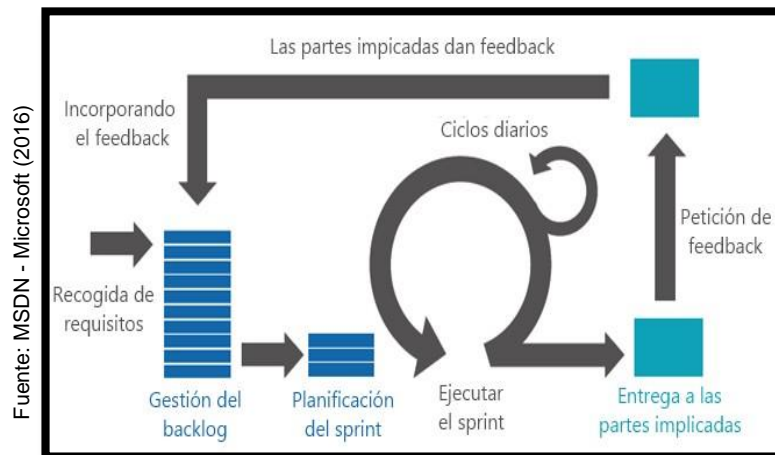 Fuente: MSDN - Microsoft (2016)
Las partes impicadas dan feedback
Incorporando
el feedback
Ciclos diarios
Petición de
feedback
Recogida de
requisitos
Gestión del
backlog
Planificación
del sprint
Ejecutar
el sprint
Entrega a las
partes implicadas